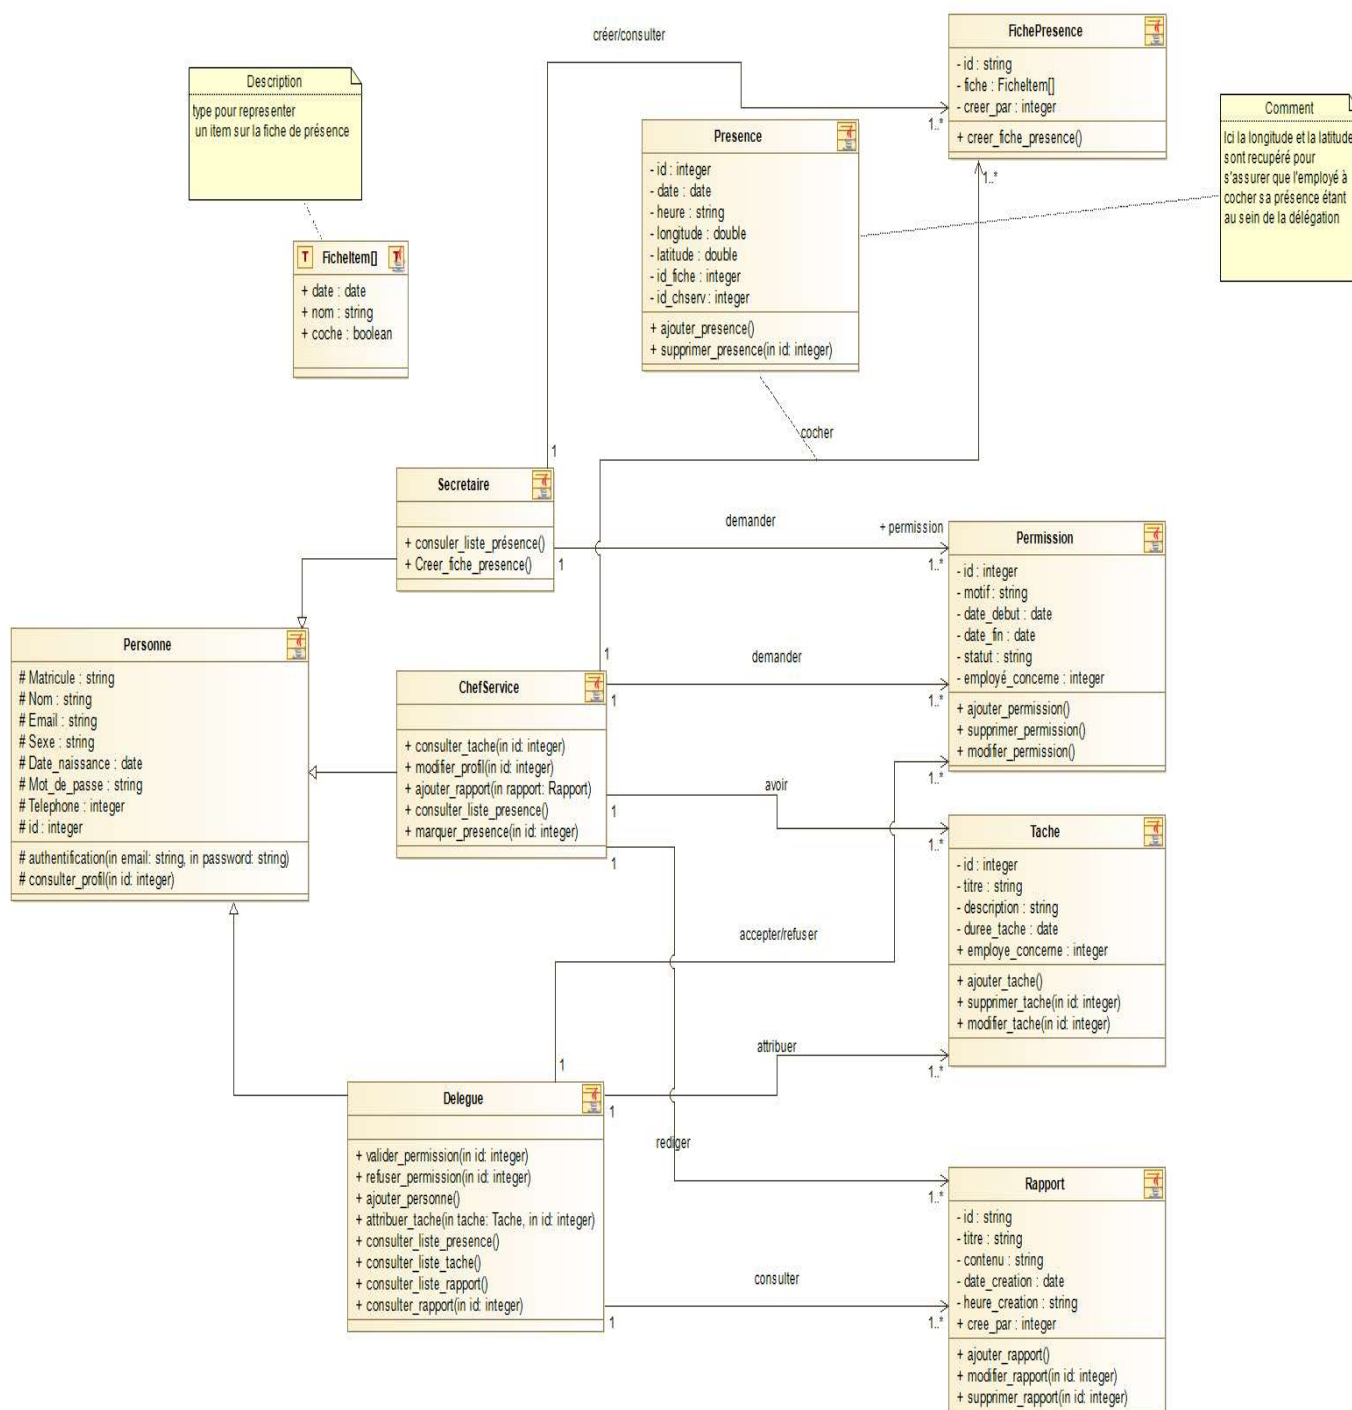 créer/consulter
FichePresence
- id : string
- fiche : FicheItem[]
- creer_par : integer
+ creer_fiche_presence()
1..*
1..*
Description
type pour representer
un item sur la fiche de présence
Comment
Ici la longitude et la latitude
sont recupéré pour
s'assurer que l'employé à
cocher sa présence étant
au sein de la délégation
Presence
- id : integer
- date : date
- heure : string
- longitude : double
- latitude : double
- id_fiche : integer
- id_chserv : integer
+ ajouter_presence()
+ supprimer_presence(in id: integer)
T
FicheItem[]
+ date : date
+ nom : string
+ coche : boolean
cocher
1
Secretaire
+ consuler_liste_présence()
+ Creer_fiche_presence()
demander
+ permission
1
1..*
Permission
- id : integer
- motif : string
- date_debut : date
- date_fin : date
- statut : string
- employé_concerne : integer
+ ajouter_permission()
+ supprimer_permission()
+ modifier_permission()
Personne
# Matricule : string
# Nom : string
# Email : string
# Sexe : string
# Date_naissance : date
# Mot_de_passe : string
# Telephone : integer
# id : integer
# authentification(in email: string, in password: string)
# consulter_profil(in id: integer)
1
demander
1
1..*
ChefService
+ consulter_tache(in id: integer)
+ modifier_profil(in id: integer)
+ ajouter_rapport(in rapport: Rapport)
+ consulter_liste_presence()
+ marquer_presence(in id: integer)
1..*
avoir
1
1..*
1
Tache
- id : integer
- titre : string
- description : string
- duree_tache : date
+ employe_concerne : integer
+ ajouter_tache()
+ supprimer_tache(in id: integer)
+ modifier_tache(in id: integer)
accepter/refuser
1
attribuer
1
1..*
Delegue
+ valider_permission(in id: integer)
+ refuser_permission(in id: integer)
+ ajouter_personne()
+ attribuer_tache(in tache: Tache, in id: integer)
+ consulter_liste_presence()
+ consulter_liste_tache()
+ consulter_liste_rapport()
+ consulter_rapport(in id: integer)
rediger
1..*
consulter
1
1..*
Rapport
- id : string
- titre : string
- contenu : string
- date_creation : date
- heure_creation : string
+ cree_par : integer
+ ajouter_rapport()
+ modifier_rapport(in id: integer)
+ supprimer_rapport(in id: integer)